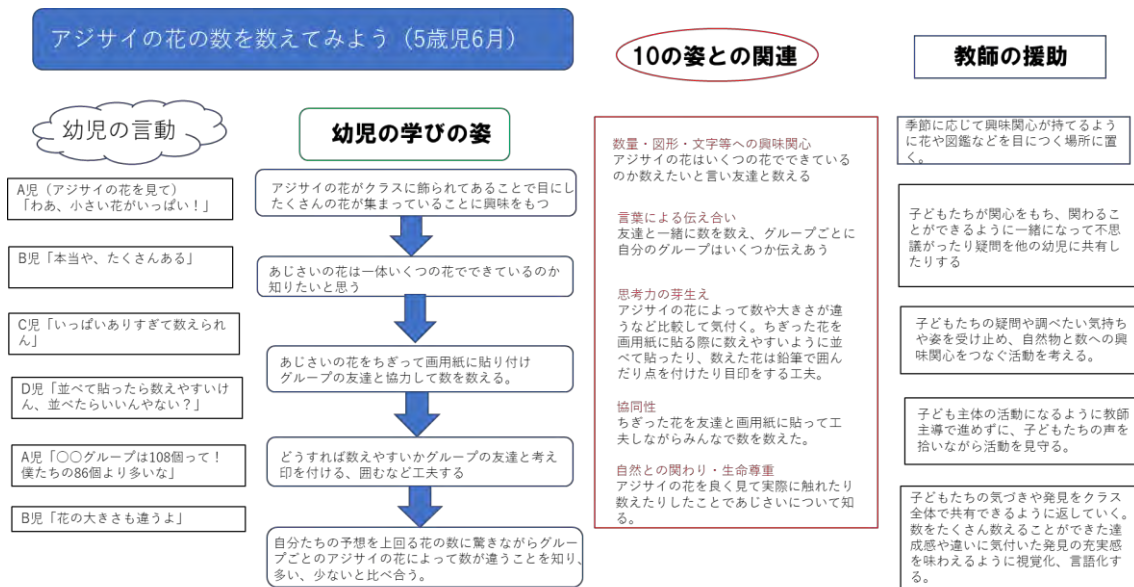 アジサイの花の数を数えてみよう（5歳児6月）
10の姿との関連
教師の援助
幼児の言動
幼児の学びの姿
A児（アジサイの花を見て）
「わあ、小さい花がいっぱい！」
B児「本当や、たくさんある」
C児「いっぱいありすぎて数えられ
ん」
D児「並べて貼ったら数えやすいけ
ん、並べたらいいんやない？」
A児「○○グループは108個って！
僕たちの86個より多いな」
B児「花の大きさも違うよ」
アジサイの花がクラスに飾られてあることで目にし
たくさんの花が集まっていることに興味をもつ
あじさいの花は一体いくつの花でできているのか
知りたいと思う
あじさいの花をちぎって画用紙に貼り付け
グループの友達と協力して数を数える。
どうすれば数えやすいかグループの友達と考え
印を付ける、囲むなど工夫する
自分たちの予想を上回る花の数に驚きながらグルー
プごとのアジサイの花によって数が違うことを知り、
多い、少ないと比べ合う。
数量・図形・文字等への興味関心
アジサイの花はいくつの花でできている
のか数えたいと言い友達と数える
言葉による伝え合い
友達と一緒に数を数え、グループごとに
自分のグループはいくつか伝えあう
思考力の芽生え
アジサイの花によって数や大きさが違
うなど比較して気付く。ちぎった花を
画用紙に貼る際に数えやすいように並
べて貼ったり、数えた花は鉛筆で囲ん
だり点を付けたり目印をする工夫。
協同性
ちぎった花を友達と画用紙に貼って工
夫しながらみんなで数を数えた。
自然との関わり・生命尊重
アジサイの花を良く見て実際に触れたり
数えたりしたことであじさいについて知
る。
季節に応じて興味関心が持てるよう
に花や図鑑などを目につく場所に置
く。
子どもたちが関心をもち、関わるこ
とができるように一緒になって不思
議がったり疑問を他の幼児に共有し
たりする
子どもたちの疑問や調べたい気持ち
や姿を受け止め、自然物と数への興
味関心をつなぐ活動を考える。
子ども主体の活動になるように教師
主導で進めずに、子どもたちの声を
拾いながら活動を見守る。
子どもたちの気づきや発見をクラス
全体で共有できるように返していく。
数をたくさん数えることができた達
成感や違いに気付いた発見の充実感
を味わえるように視覚化、言語化す
る。